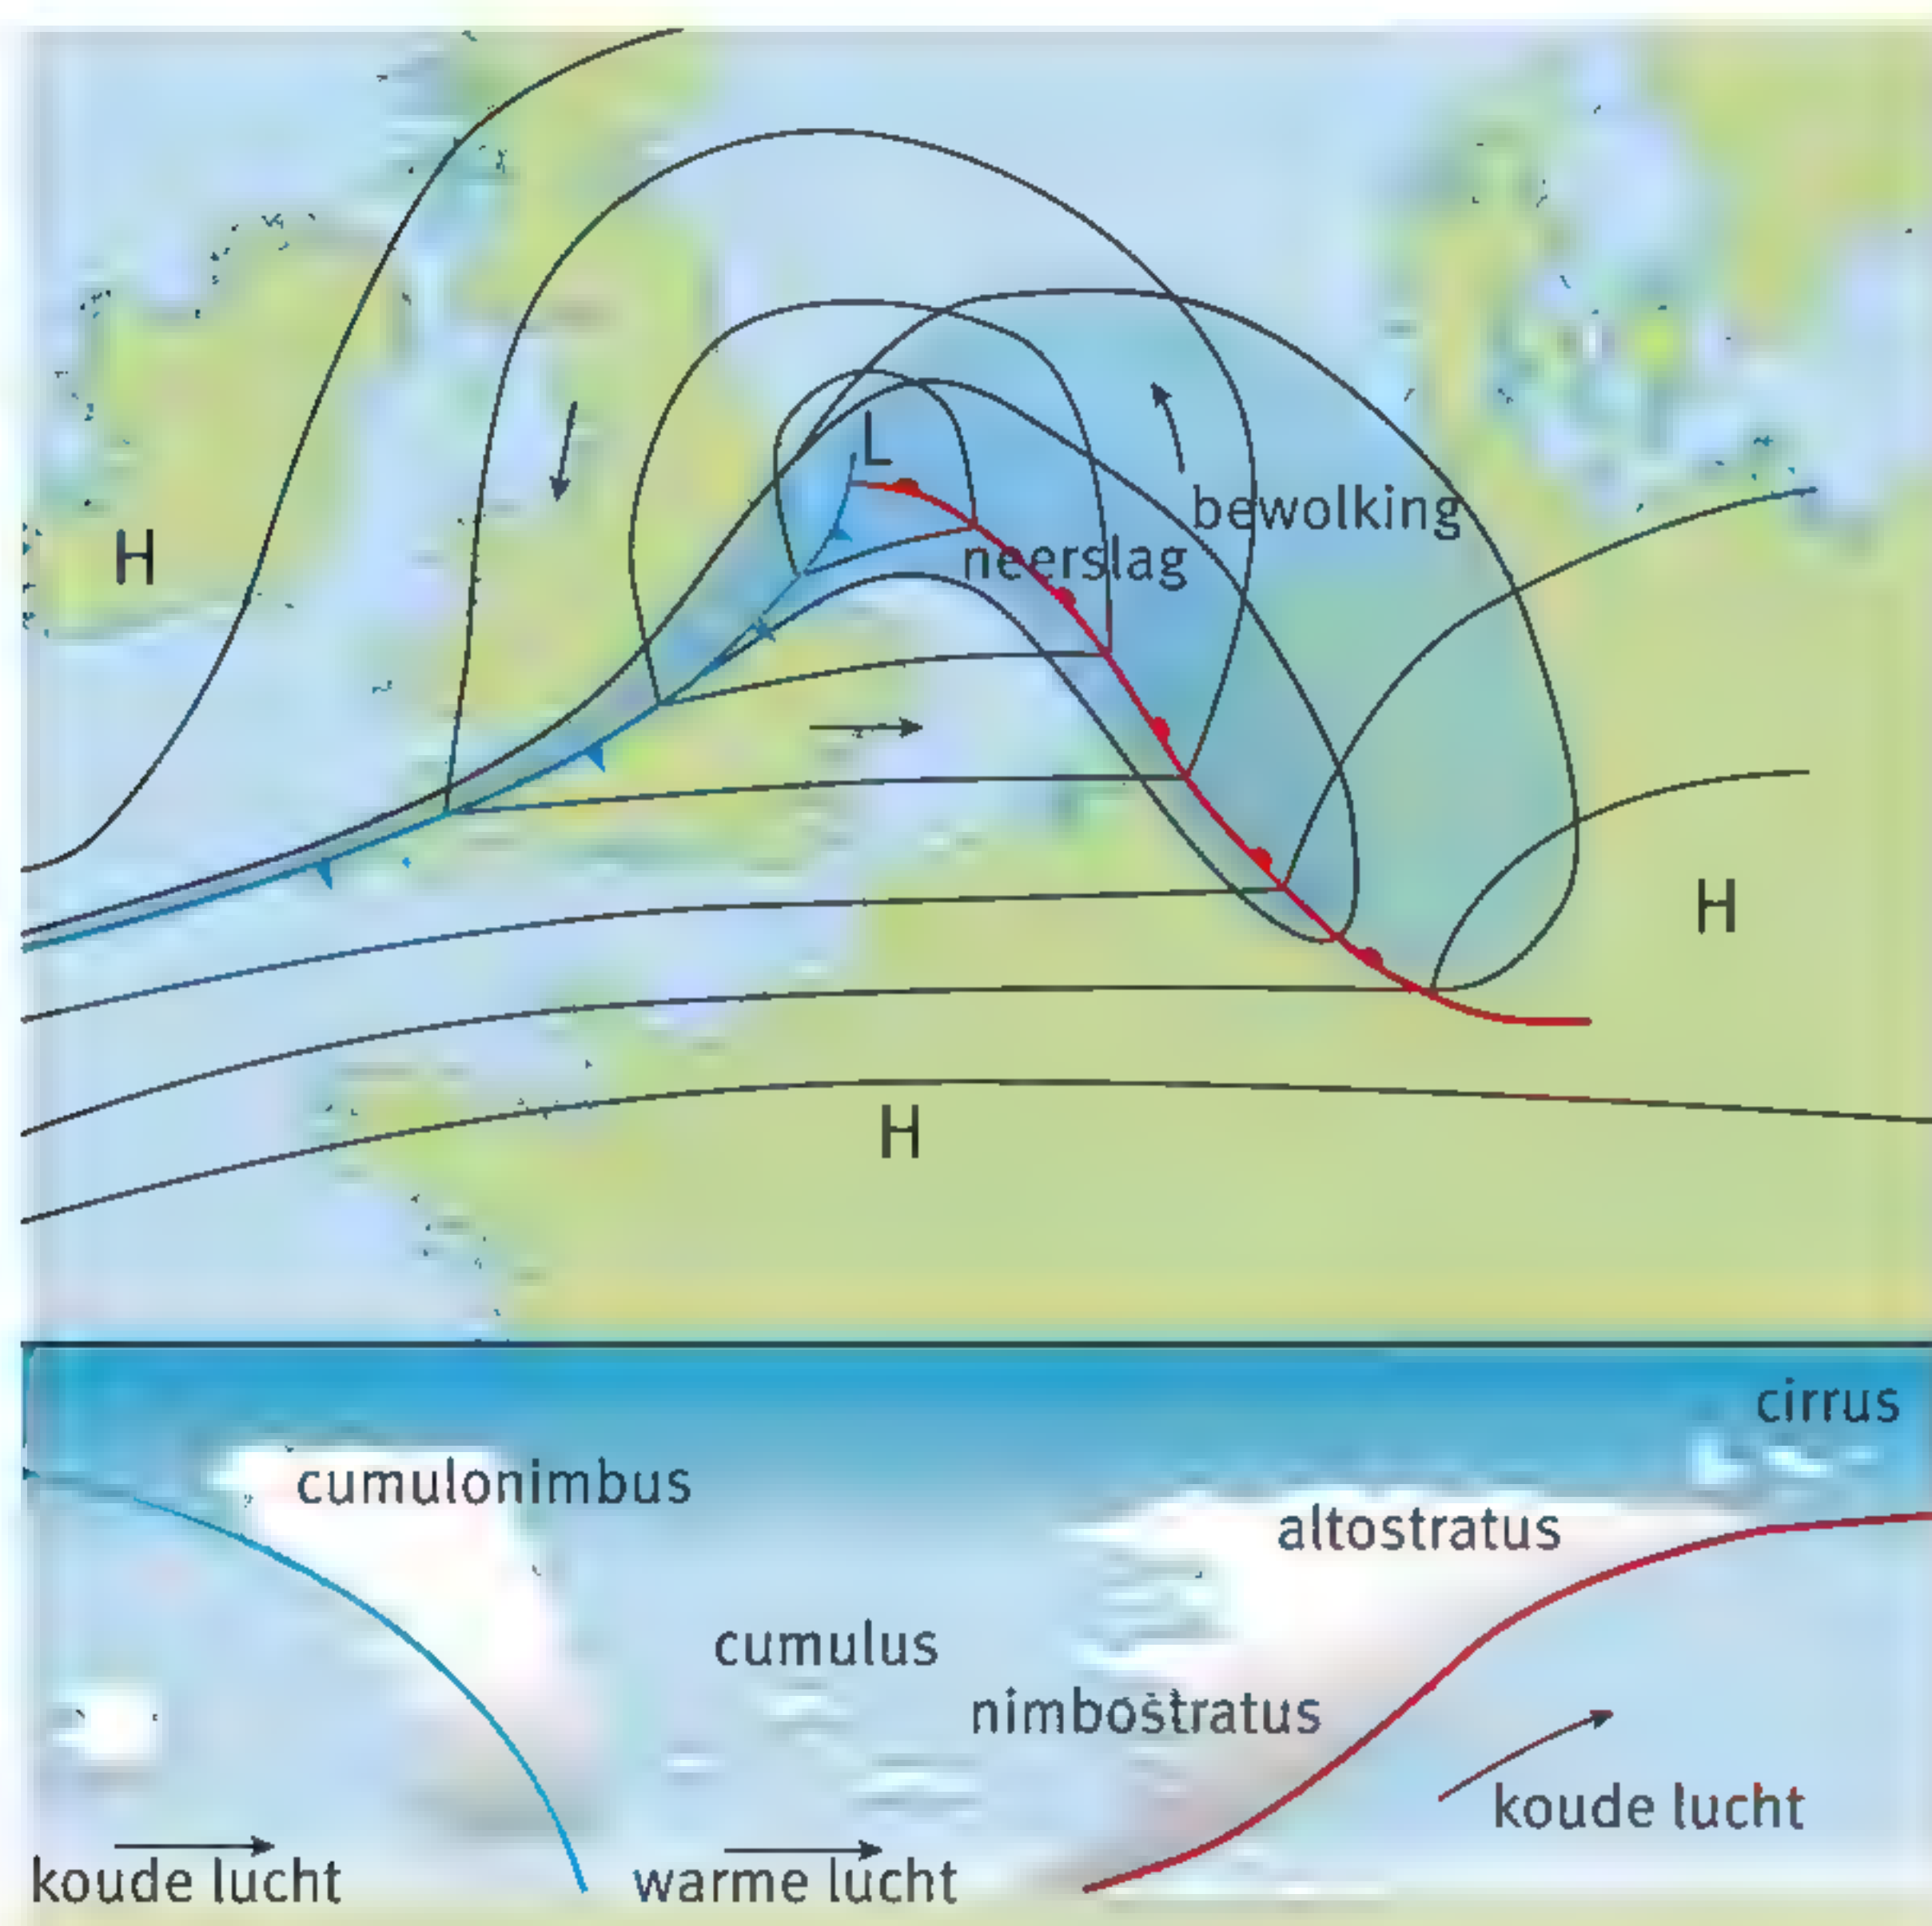 L
bewolking
H
neerslag
H
H
cirrus
cumulonimbus
altostratus
cumulus
nimbostratus
koude lucht
koude lucht
warme lucht